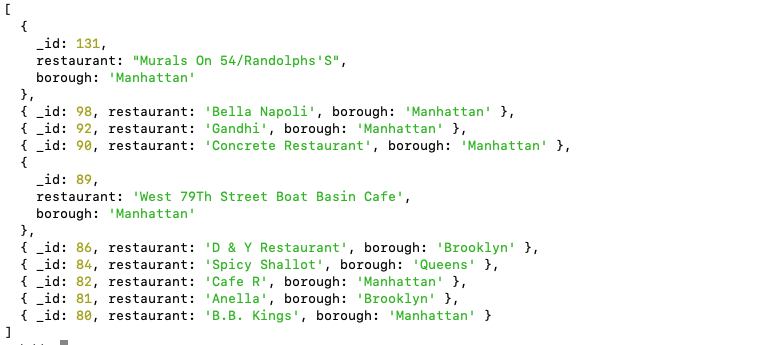 [
  {
    _id: 131,
    restaurant: "Murals On 54/Randolphs'S",
    borough: 'Manhattan'
  },
  { _id: 98, restaurant: 'Bella Napoli', borough: 'Manhattan' },
  { _id: 92, restaurant: 'Gandhi', borough: 'Manhattan' },
  { _id: 90, restaurant: 'Concrete Restaurant', borough: 'Manhattan' },
  {
    _id: 89,
    restaurant: 'West 79Th Street Boat Basin Cafe',
    borough: 'Manhattan'
  },
  { _id: 86, restaurant: 'D & Y Restaurant', borough: 'Brooklyn' },
  { _id: 84, restaurant: 'Spicy Shallot', borough: 'Queens' },
  { _id: 82, restaurant: 'Cafe R', borough: 'Manhattan' },
  { _id: 81, restaurant: 'Anella', borough: 'Brooklyn' },
  { _id: 80, restaurant: 'B.B. Kings', borough: 'Manhattan' }
]